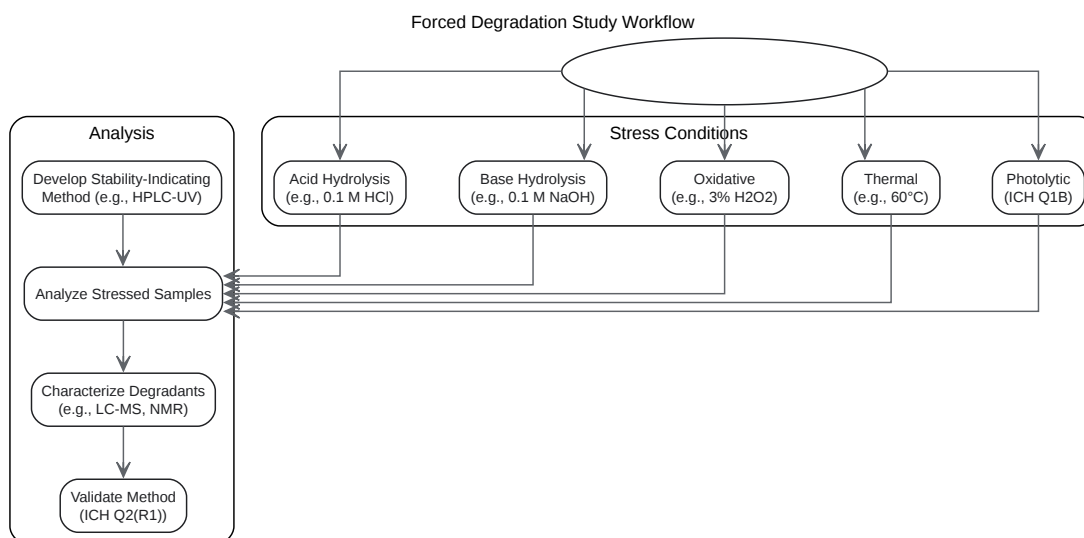 Forced Degradation Study Workflow
Analysis
Stress Conditions
Develop Stability-Indicating
Method (e.g., HPLC-UV)
Acid Hydrolysis
(e.g., 0.1 M HCl)
Base Hydrolysis
(e.g., 0.1 M NaOH)
Oxidative
(e.g., 3% H2O2)
Thermal
(e.g., 60°C)
Photolytic
(ICH Q1B)
Analyze Stressed Samples
Characterize Degradants
(e.g., LC-MS, NMR)
Validate Method
(ICH Q2(R1))